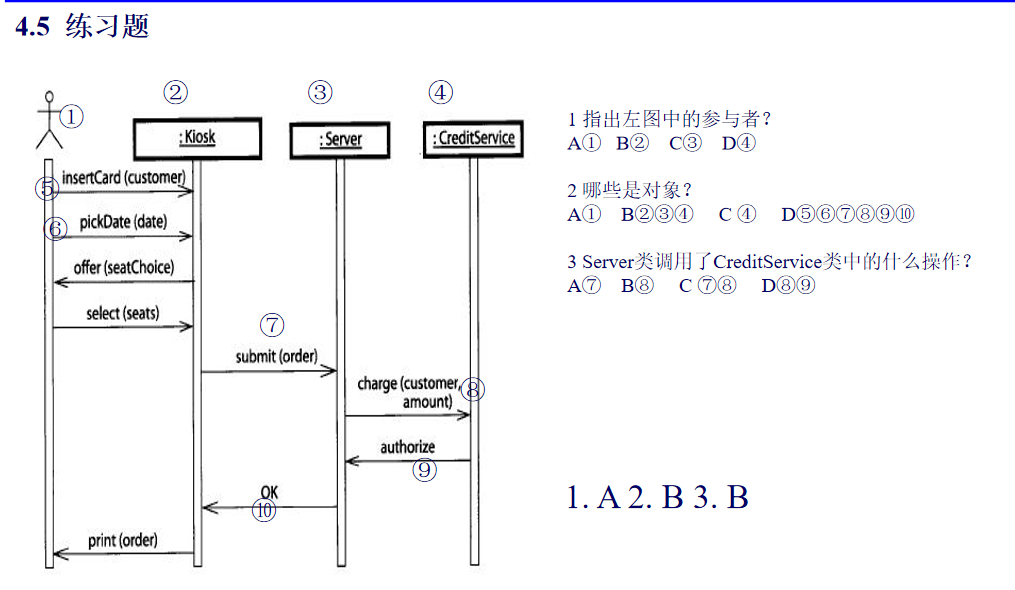 4.5 练习题
① ② ③ ④
:Kiosk :Server :CreditService
⑤ insertCard (customer)
⑥ pickDate (date)
offer (seatChoice)
select (seats)
⑦
submit (order)
charge (customer, ⑧
amount)
authorize
⑨
OK
⑩
print (order)
1 指出左图中的参与者？
A① B② C③ D④
2 哪些是对象？
A① B②③④ C ④ D⑤⑥⑦⑧⑨⑩
3 Server类调用了CreditService类中的什么操作？
A⑦ B⑧ C ⑦⑧ D⑧⑨
1. A 2. B 3. B